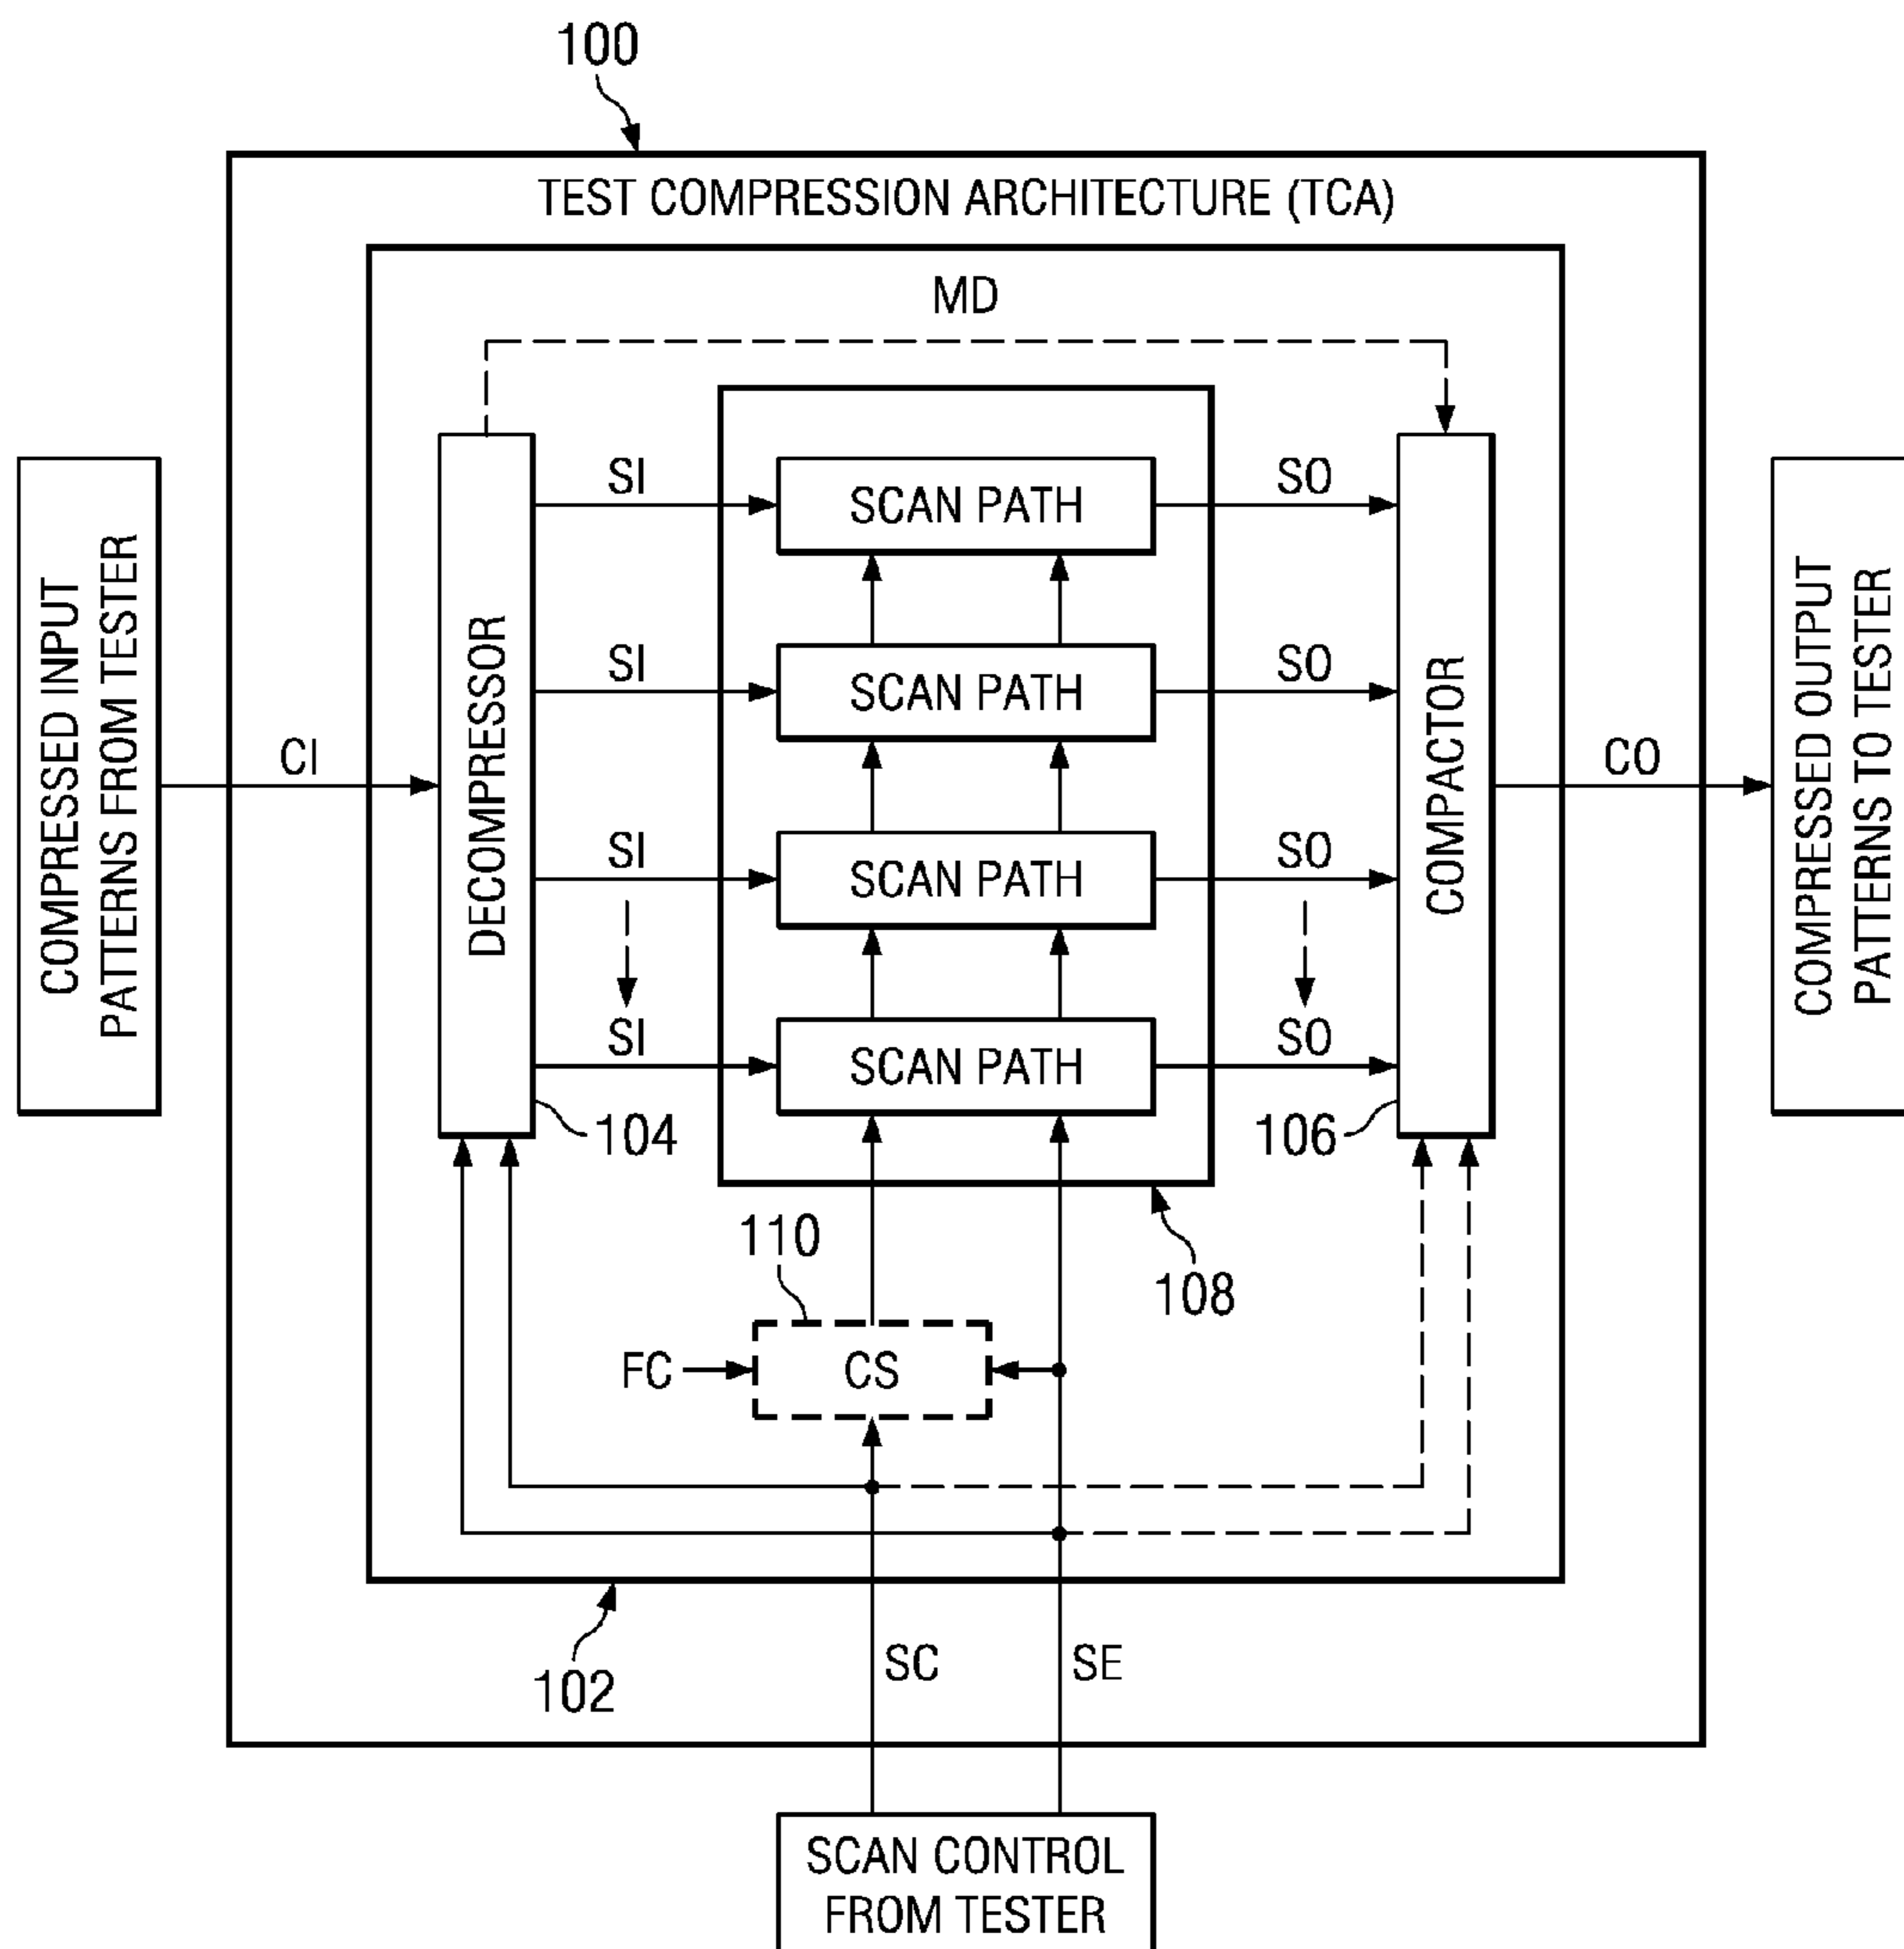 100
TEST COMPRESSION ARCHITECTURE (TCA)
MD
COMPRESSED INPUT
PATTERNS FROM TESTER
CI
DECOMPRESSOR
SI
SCAN PATH
SO
SI
SCAN PATH
SO
SI
SCAN PATH
SO
SI
SCAN PATH
SO
COMPACTOR
CO
COMPRESSED OUTPUT
PATTERNS TO TESTER
104
106
110
108
FC
CS
102
SC
SE
SCAN CONTROL
FROM TESTER